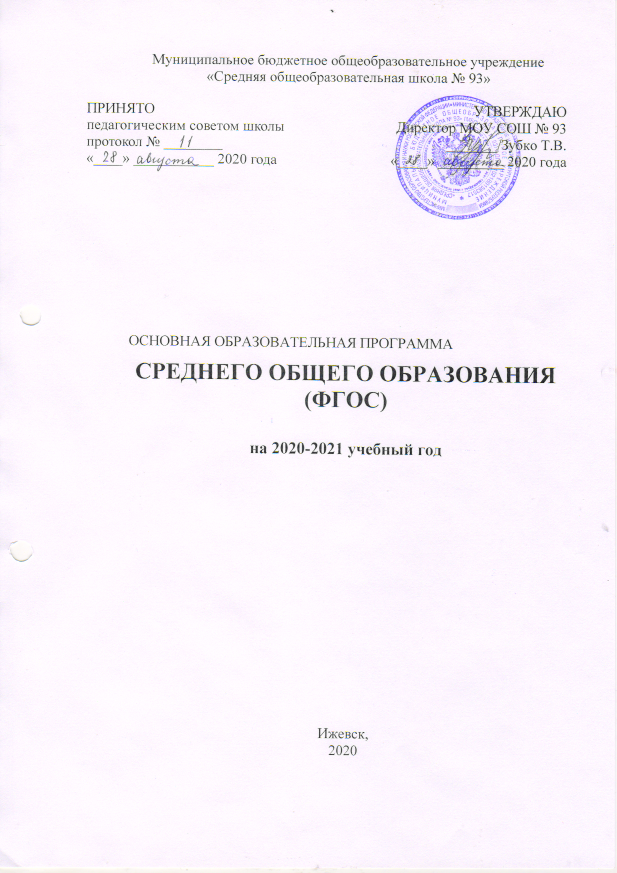 Муниципальное бюджетное общеобразовательное учреждение
«Средняя общеобразовательная школа № 93»
ПРИНЯТО
педагогическим советом школы
протокол № 11
« 28 » августа 2020 года
УТВЕРЖДАЮ
Директор МОУ СОШ № 93
/Зубко Т.В.
« 28 » августа 2020 года
ОСНОВНАЯ ОБРАЗОВАТЕЛЬНАЯ ПРОГРАММА
СРЕДНЕГО ОБЩЕГО ОБРАЗОВАНИЯ
(ФГОС)
на 2020-2021 учебный год
Ижевск,
2020